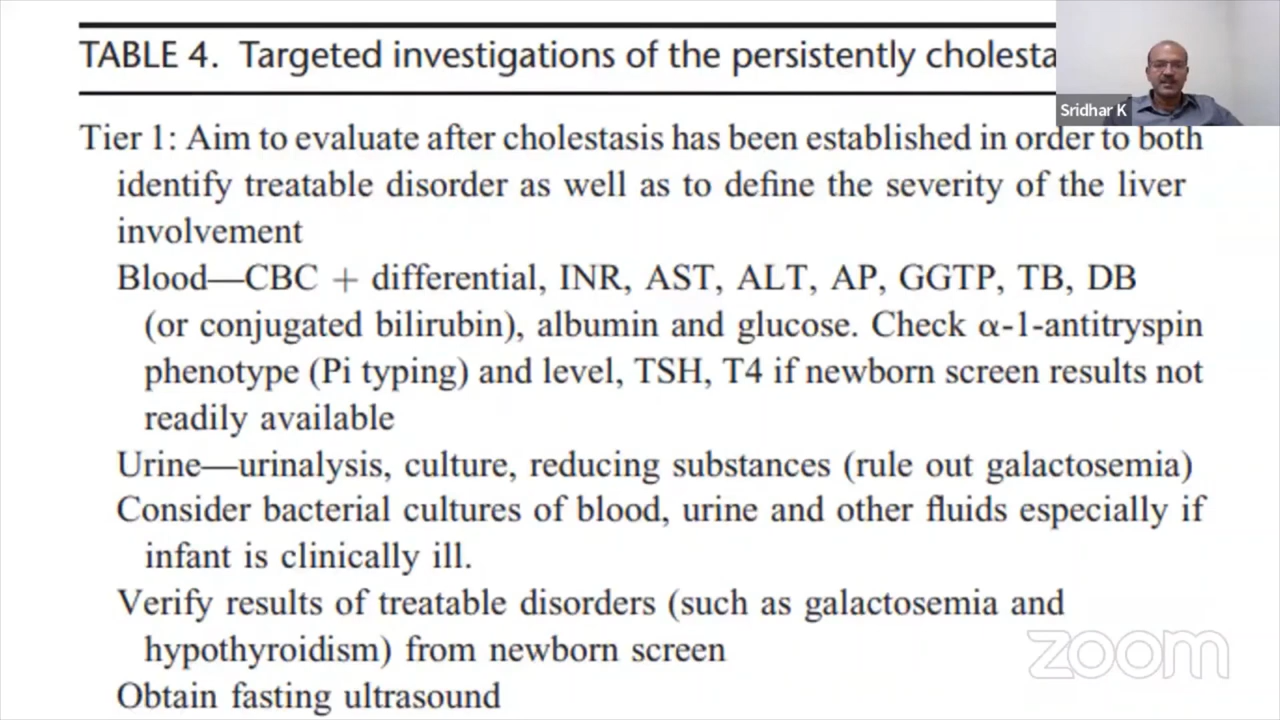 TABLE 4. Targeted investigations of the persistently
Sridhar K
Tier 1: Aim to evaluate after cholestasis has been established in order to both
identify treatable disorder as well as to define the severity of the liver
involvement
Blood—CBC + differential, INR, AST, ALT, AP, GGTP, TB, DB
(or conjugated bilirubin), albumin and glucose. Check α-1-antitryspin
phenotype (Pi typing) and level, TSH, T4 if newborn screen results not
readily available
Urine—urinalysis, culture, reducing substances (rule out galactosemia)
Consider bacterial cultures of blood, urine and other fluids especially if
infant is clinically ill.
Verify results of treatable disorders (such as galactosemia and
hypothyroidism) from newborn screen
Obtain fasting ultrasound
zoom